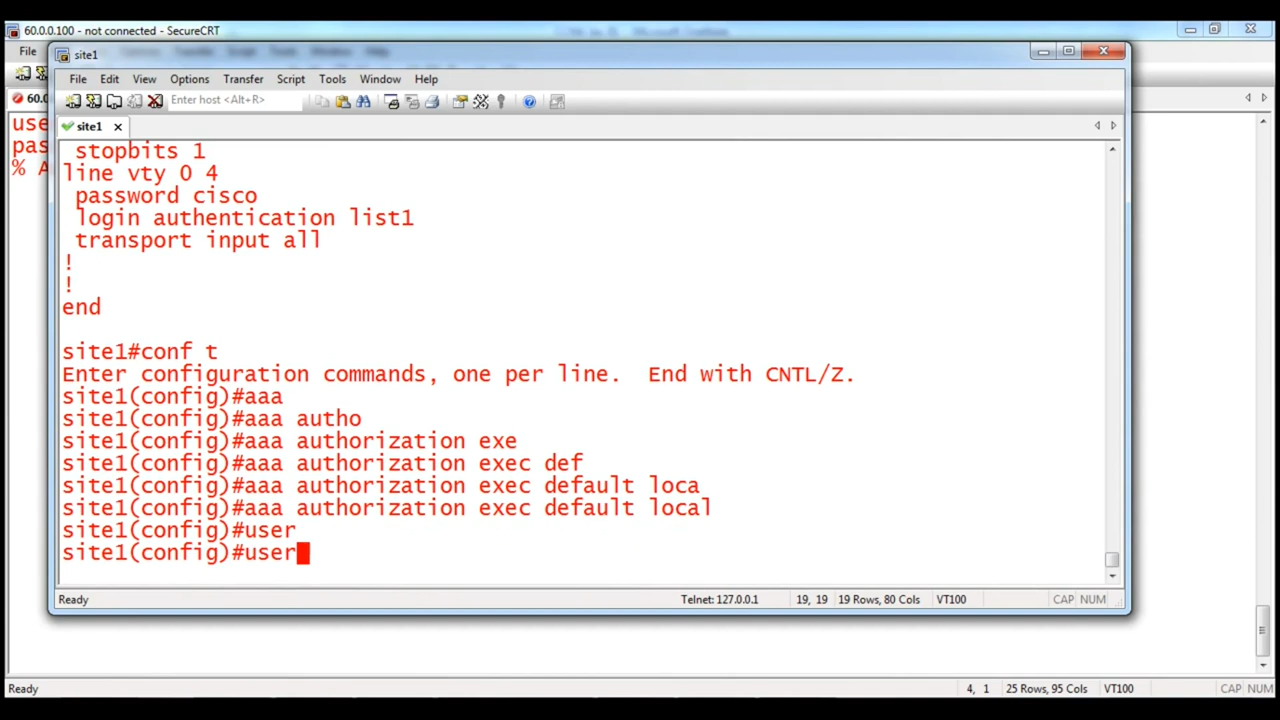 60.0.0.100 - not connected - SecureCRT
File
site1
File Edit View Options Transfer Script Tools Window Help
Enter host <Alt+R>
60.0
site1
use
pas
% A
stopbits 1
line vty 0 4
password cisco
login authentication list1
transport input all
!
!
end
site1#conf t
Enter configuration commands, one per line. End with CNTL/Z.
site1(config)#aaa
site1(config)#aaa autho
site1(config)#aaa authorization exe
site1(config)#aaa authorization exec def
site1(config)#aaa authorization exec default loca
site1(config)#aaa authorization exec default local
site1(config)#user
site1(config)#user
Ready Telnet: 127.0.0.1 19, 19 19 Rows, 80 Cols VT100 CAP NUM
Ready 4, 1 25 Rows, 95 Cols VT100 CAP NUM